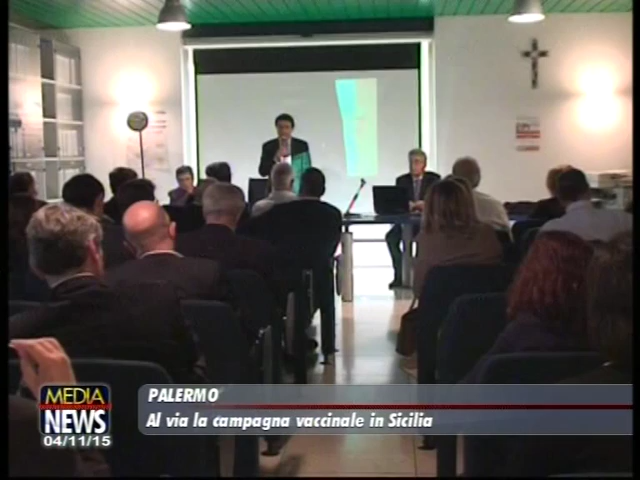 PALERMO
Al via la campagna vaccinale in Sicilia
MEDIA
NEWS
04/11/15